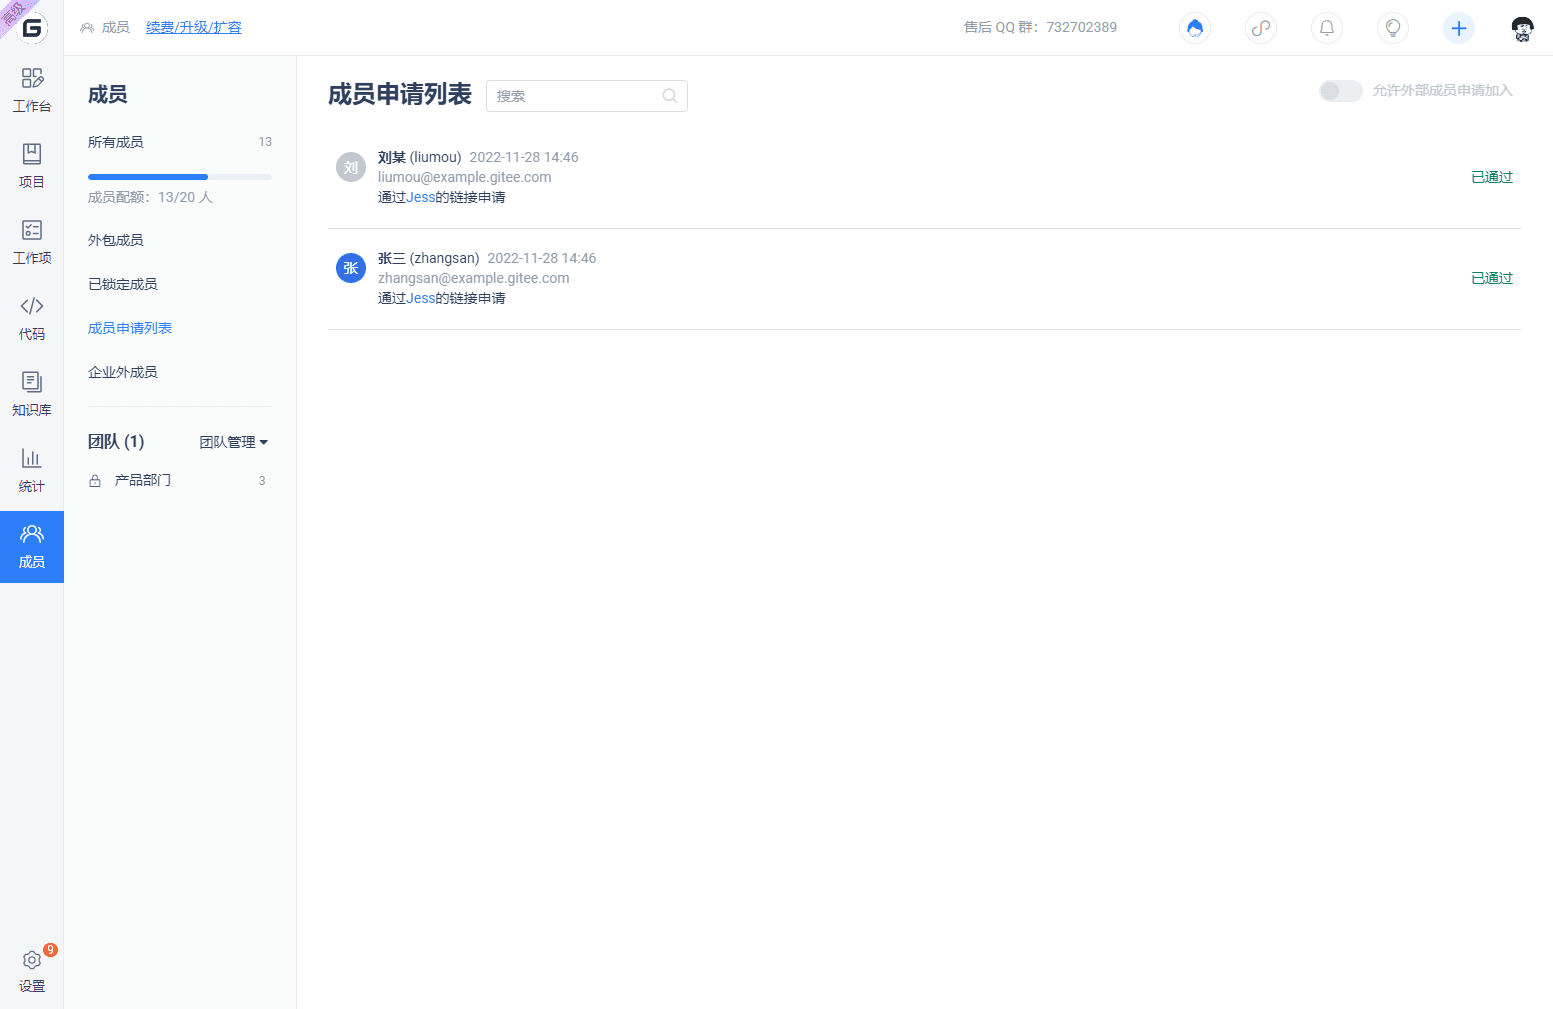 高级
成员 续费/升级/扩容 售后 QQ 群：732702389
工作台
项目
工作项
代码
知识库
统计
成员
9
设置
成员
所有成员 13
成员配额：13/20 人
外包成员
已锁定成员
成员申请列表
企业外成员
团队 (1) 团队管理
产品部门 3
成员申请列表 搜索 允许外部成员申请加入
刘 刘某 (liumou) 2022-11-28 14:46
liumou@example.gitee.com 已通过
通过Jess的链接申请
张 张三 (zhangsan) 2022-11-28 14:46
zhangsan@example.gitee.com 已通过
通过Jess的链接申请